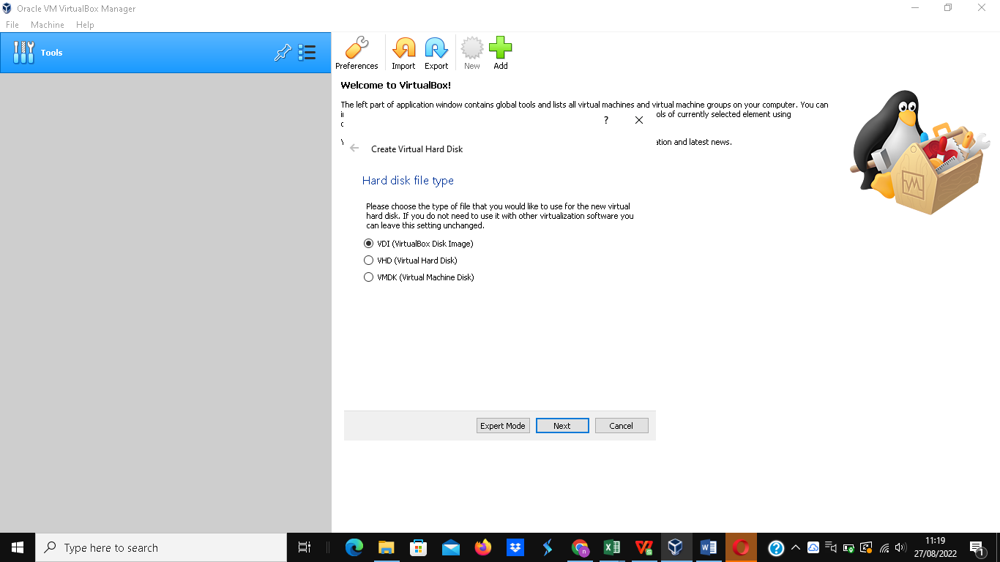 Oracle VM VirtualBox Manager
File Machine Help
Tools
Preferences Import Export New Add
Welcome to VirtualBox!
The left part of application window contains global tools and lists all virtual machines and virtual machine groups on your computer. You can
ols of currently selected element using
ation and latest news.
?
Create Virtual Hard Disk
Hard disk file type
Please choose the type of file that you would like to use for the new virtual
hard disk. If you do not need to use it with other virtualization software you
can leave this setting unchanged.
VDI (VirtualBox Disk Image)
VHD (Virtual Hard Disk)
VMDK (Virtual Machine Disk)
Expert Mode Next Cancel
Type here to search
11:19
27/08/2022
1